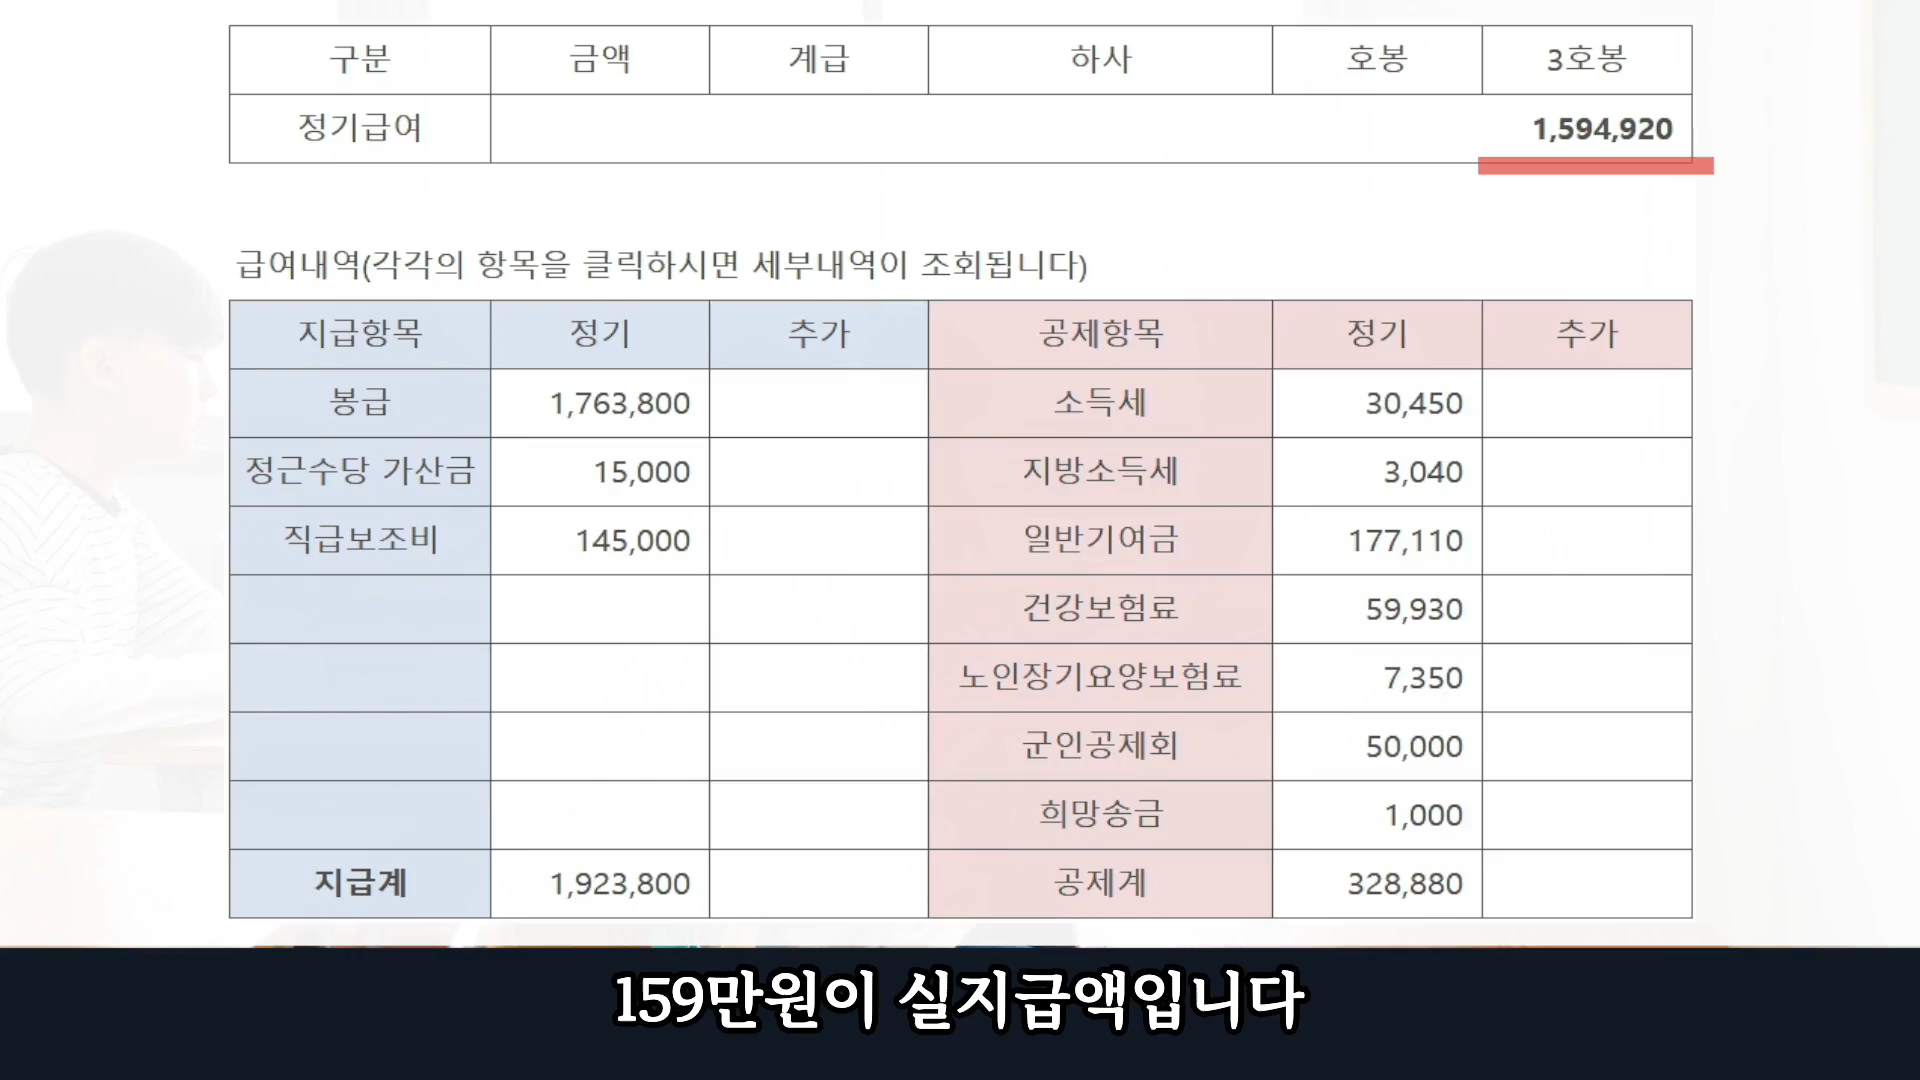 구분 금액 계급 하사 호봉 3호봉
정기급여 1,594,920
급여내역(각각의 항목을 클릭하시면 세부내역이 조회됩니다)
지급항목 정기 추가 공제항목 정기 추가
봉급 1,763,800 소득세 30,450
정근수당 가산금 15,000 지방소득세 3,040
직급보조비 145,000 일반기여금 177,110
건강보험료 59,930
노인장기요양보험료 7,350
군인공제회 50,000
희망송금 1,000
지급계 1,923,800 공제계 328,880
159만원이 실지급액입니다